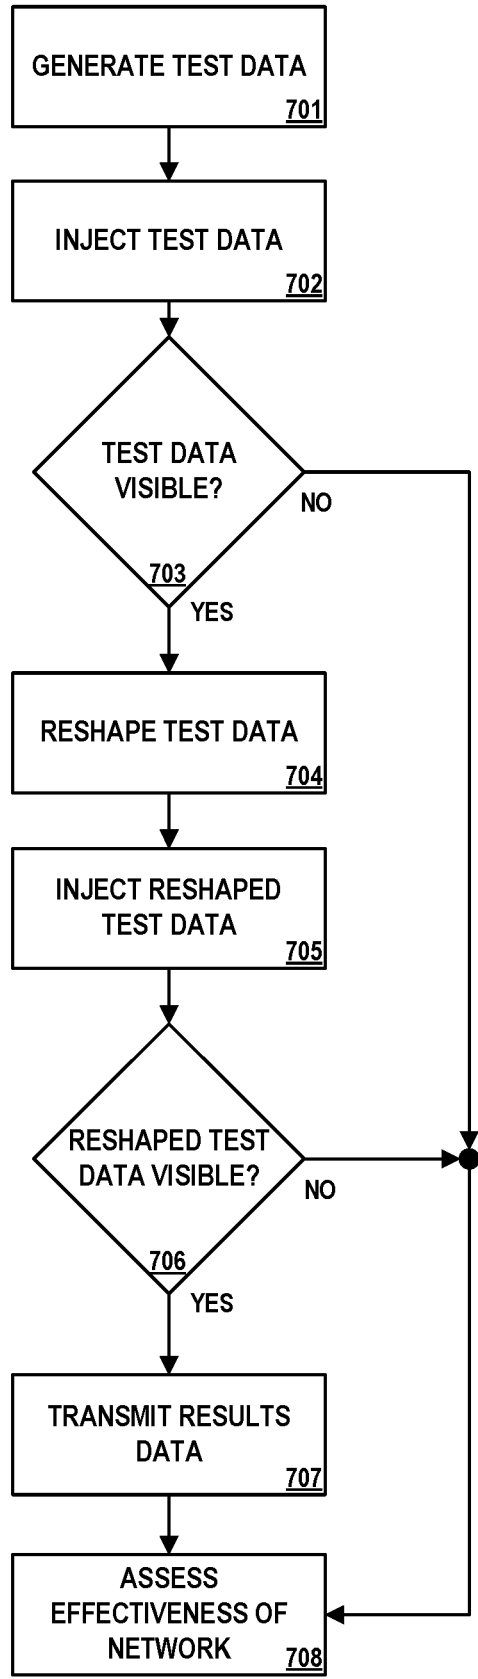 GENERATE TEST DATA
701
INJECT TEST DATA
702
TEST DATA
VISIBLE?
703
NO
YES
RESHAPE TEST DATA
704
INJECT RESHAPED
TEST DATA
705
RESHAPED TEST
DATA VISIBLE?
706
NO
YES
TRANSMIT RESULTS
DATA
707
ASSESS
EFFECTIVENESS OF
NETWORK
708